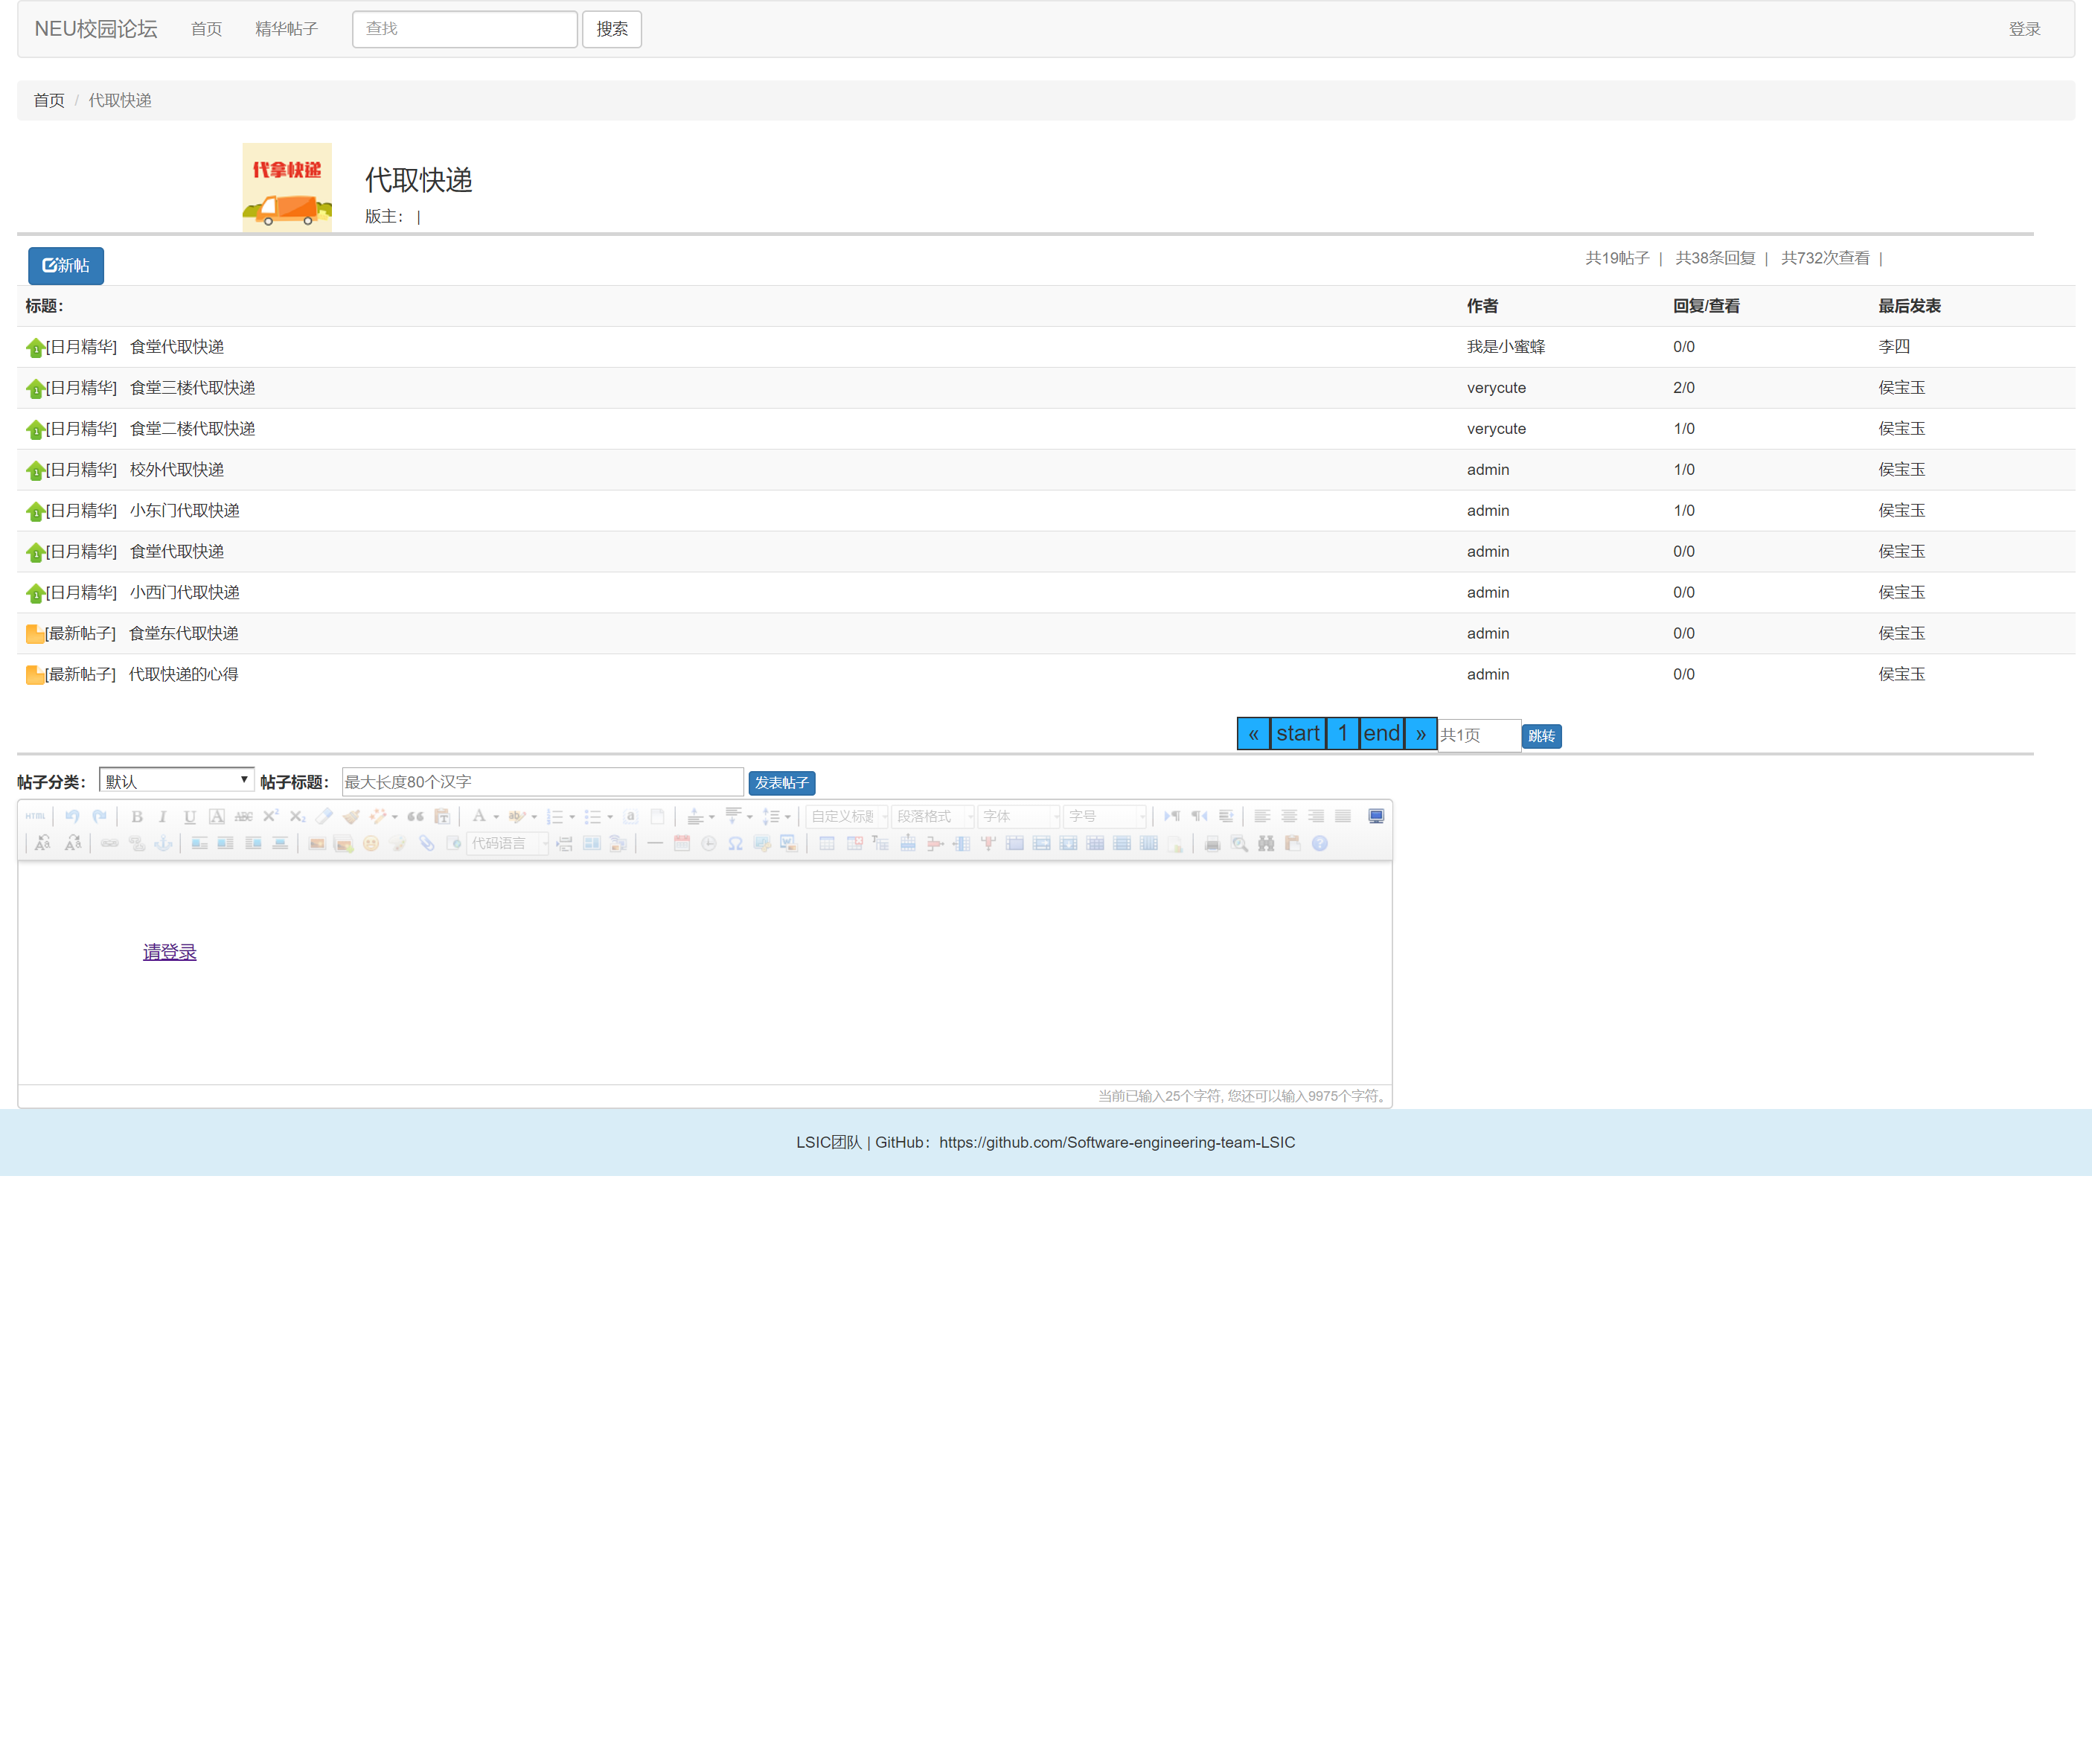 NEU校园论坛 首页 精华帖子 查找 搜索 登录
首页 / 代取快递
代拿快递
代取快递
版主： |
新帖 共19帖子 | 共38条回复 | 共732次查看 |
标题： 作者 回复/查看 最后发表
[日月精华] 食堂代取快递 我是小蜜蜂 0/0 李四
[日月精华] 食堂三楼代取快递 verycute 2/0 侯宝玉
[日月精华] 食堂二楼代取快递 verycute 1/0 侯宝玉
[日月精华] 校外代取快递 admin 1/0 侯宝玉
[日月精华] 小东门代取快递 admin 1/0 侯宝玉
[日月精华] 食堂代取快递 admin 0/0 侯宝玉
[日月精华] 小西门代取快递 admin 0/0 侯宝玉
[最新帖子] 食堂东代取快递 admin 0/0 侯宝玉
[最新帖子] 代取快递的心得 admin 0/0 侯宝玉
« start 1 end » 共1页 跳转
帖子分类： 默认 帖子标题： 最大长度80个汉字 发表帖子
HTML B I U A ABC X² X₂ 自定义标题 段落格式 字体 字号
代码语言
请登录
当前已输入25个字符, 您还可以输入9975个字符。
LSIC团队 | GitHub：https://github.com/Software-engineering-team-LSIC